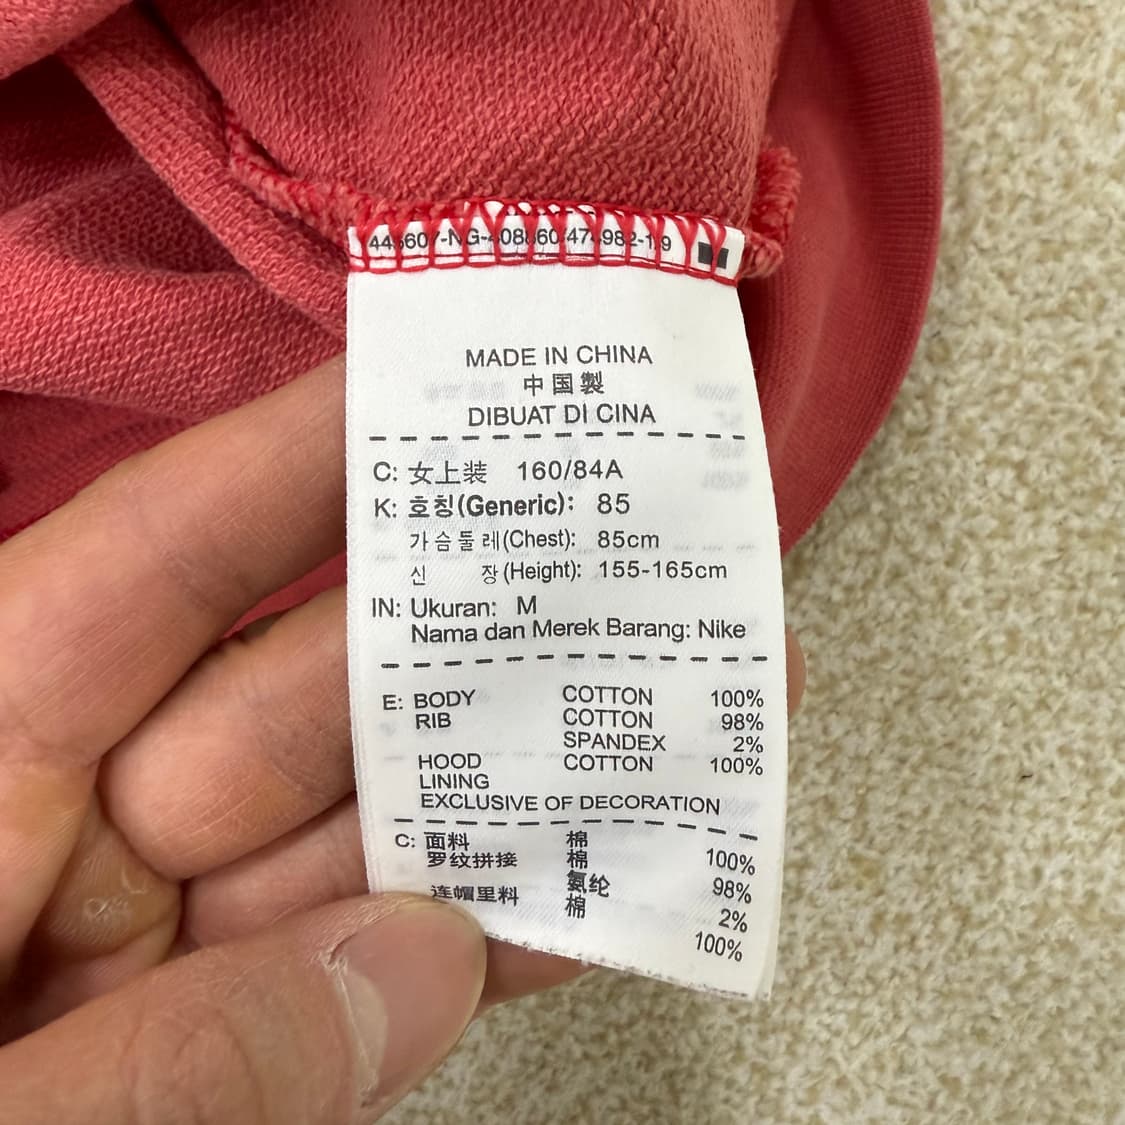 MADE IN CHINA
中国製
DIBUAT DI CINA
C: 女上装 160/84A
K: 호칭(Generic): 85
가슴둘레(Chest): 85cm
신 장(Height): 155-165cm
IN: Ukuran: M
Nama dan Merek Barang: Nike
E: BODY COTTON 100%
RIB COTTON 98%
SPANDEX 2%
HOOD COTTON 100%
LINING
EXCLUSIVE OF DECORATION
C: 面料 棉 100%
罗纹拼接 棉 98%
氨纶 2%
连帽里料 棉 100%